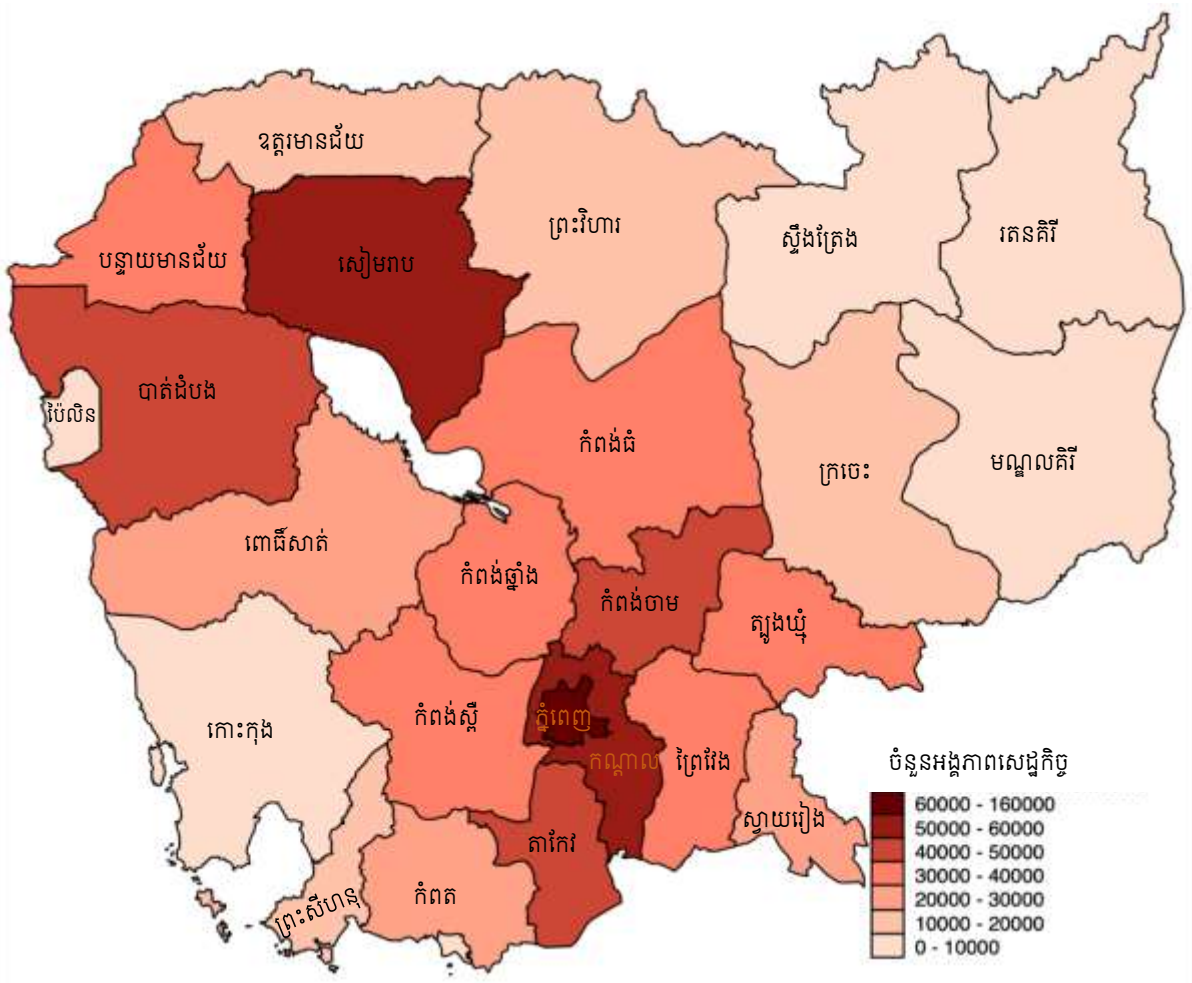 ឧត្តរមានជ័យ
ព្រះវិហារ
ស្ទឹងត្រែង
រតនគិរី
បន្ទាយមានជ័យ
សៀមរាប
បាត់ដំបង
ប៉ៃលិន
កំពង់ធំ
ក្រចេះ
មណ្ឌលគិរី
ពោធិ៍សាត់
កំពង់ឆ្នាំង
កំពង់ចាម
ត្បូងឃ្មុំ
កោះកុង
កំពង់ស្ពឺ
ភ្នំពេញ
កណ្តាល
ព្រៃវែង
ស្វាយរៀង
តាកែវ
កំពត
ព្រះសីហនុ
ចំនួនអង្គភាពសេដ្ឋកិច្ច
60000 - 160000
50000 - 60000
40000 - 50000
30000 - 40000
20000 - 30000
10000 - 20000
0 - 10000